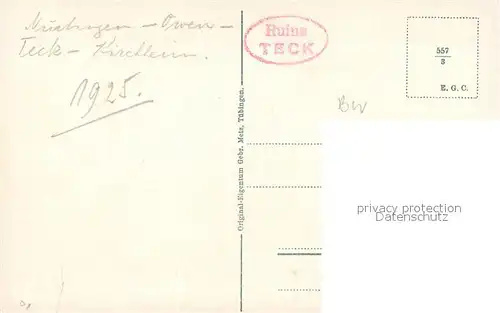 Nürtingen - Owen -
Teck - Kirchheim.
1925.
Ruine
TECK
557
3
E. G. C.
BW
Original-Eigentum Gebr. Metz, Tübingen.
privacy protection
Datenschutz